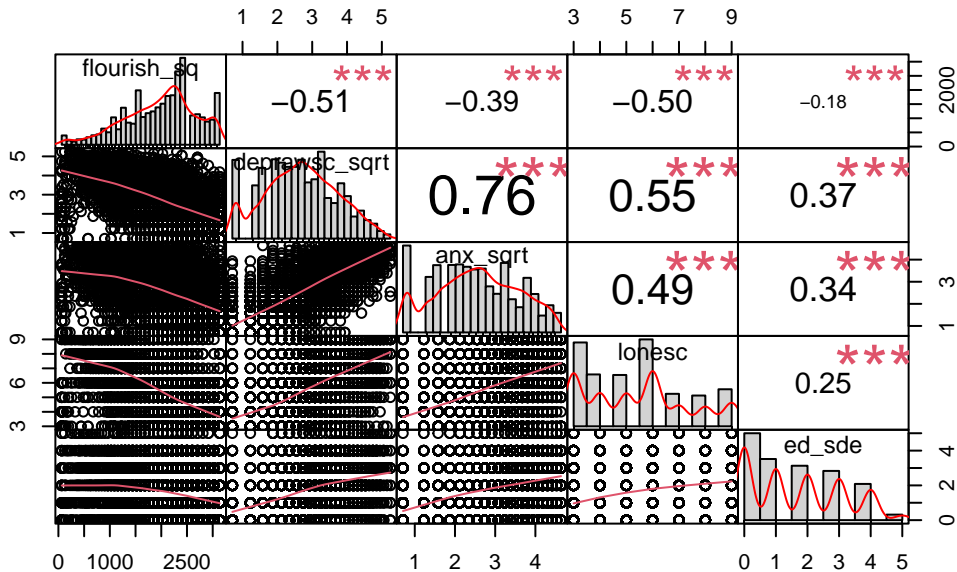 1 2 3 4 5 3 5 7 9
flourish_sq *** *** *** ***
−0.51 −0.39 −0.50 −0.18
0 2000
deprawsc_sqrt *** *** ***
0.76 0.55 0.37
1 3 5
anx_sqrt *** ***
0.49 0.34
1 3
lonesc ***
0.25
3 6 9
ed_sde
0 2 4
0 1000 2500 1 2 3 4 0 1 2 3 4 5